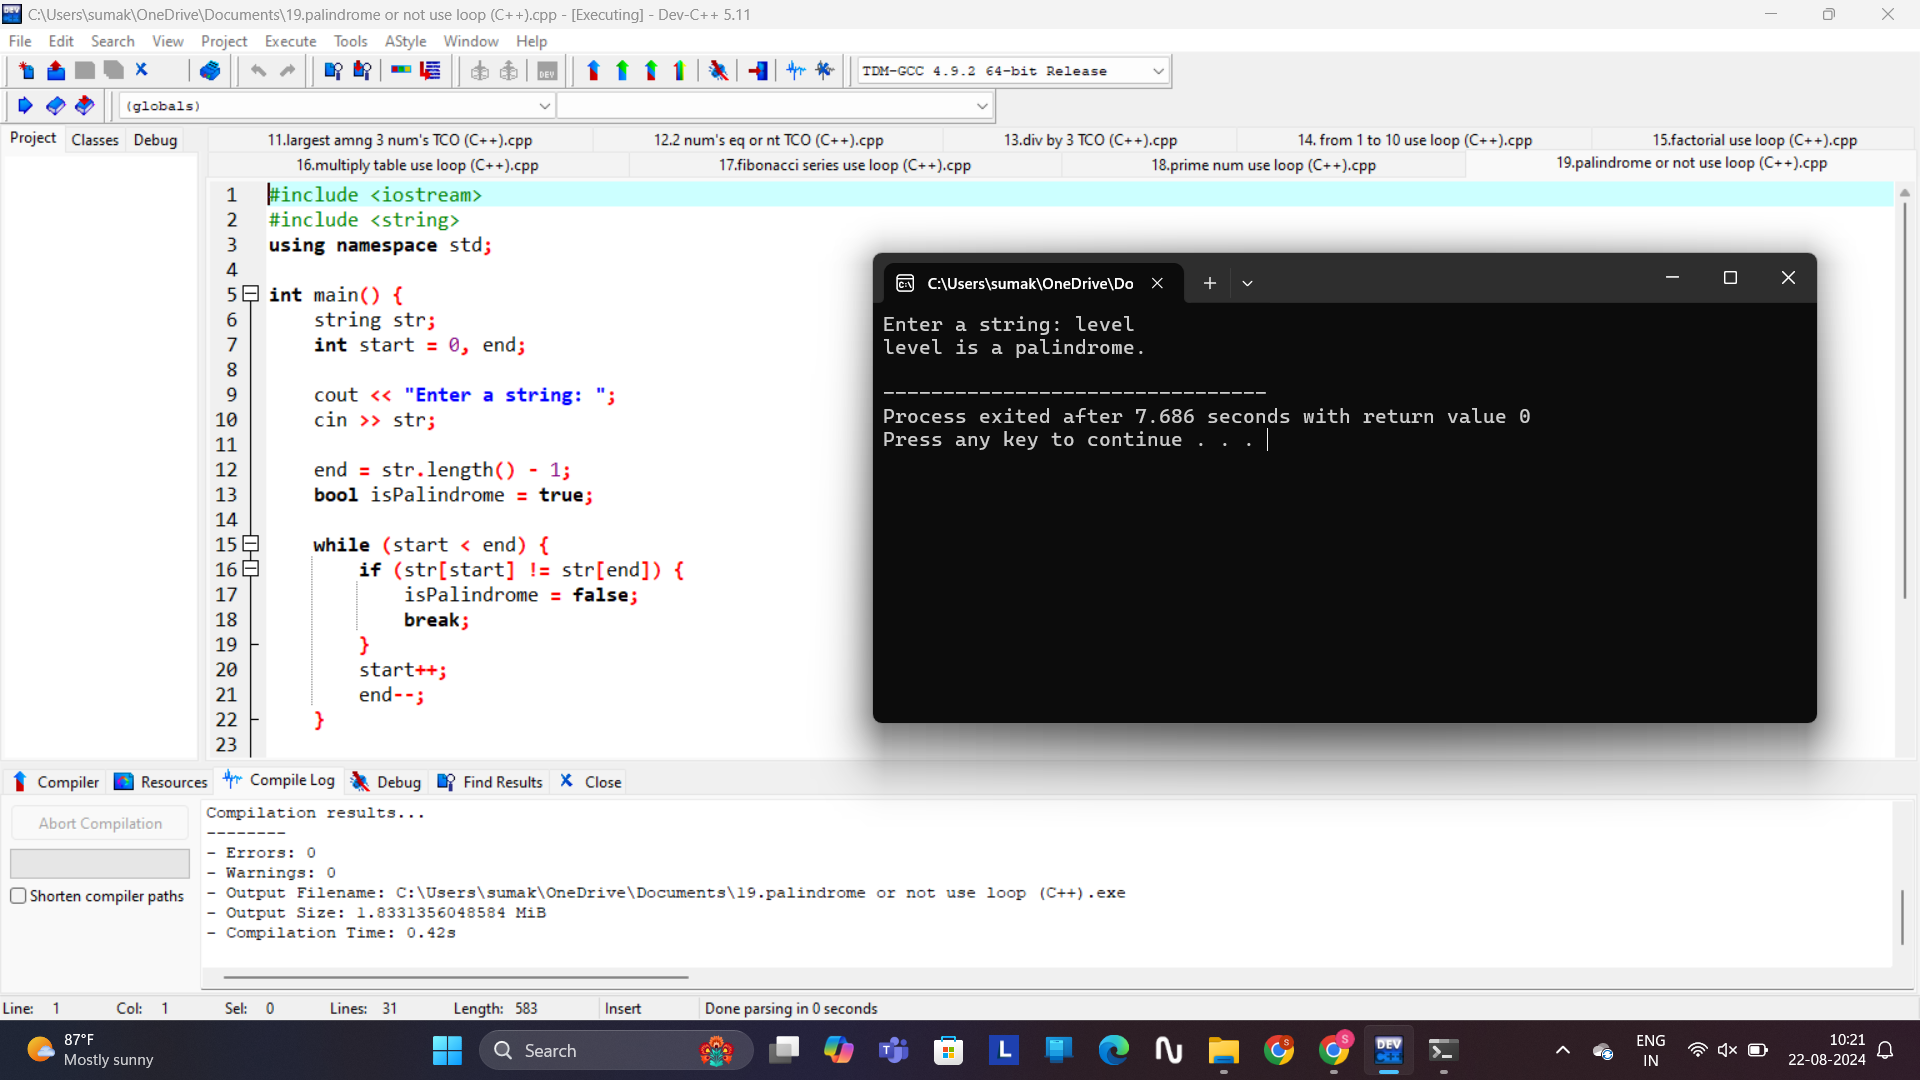 C:\Users\sumak\OneDrive\Documents\19.palindrome or not use loop (C++).cpp - [Executing] - Dev-C++ 5.11
File Edit Search View Project Execute Tools AStyle Window Help
TDM-GCC 4.9.2 64-bit Release
(globals)
Project Classes Debug
11.largest amng 3 num's TCO (C++).cpp 12.2 num's eq or nt TCO (C++).cpp 13.div by 3 TCO (C++).cpp 14. from 1 to 10 use loop (C++).cpp 15.factorial use loop (C++).cpp
16.multiply table use loop (C++).cpp 17.fibonacci series use loop (C++).cpp 18.prime num use loop (C++).cpp 19.palindrome or not use loop (C++).cpp
1 #include <iostream>
2 #include <string>
3 using namespace std;
4
5 int main() {
6 string str;
7 int start = 0, end;
8
9 cout << "Enter a string: ";
10 cin >> str;
11
12 end = str.length() - 1;
13 bool isPalindrome = true;
14
15 while (start < end) {
16 if (str[start] != str[end]) {
17 isPalindrome = false;
18 break;
19 }
20 start++;
21 end--;
22 }
23
C:\Users\sumak\OneDrive\Do
Enter a string: level
level is a palindrome.
--------------------------------
Process exited after 7.686 seconds with return value 0
Press any key to continue . . .
Compiler Resources Compile Log Debug Find Results Close
Abort Compilation
Shorten compiler paths
Compilation results...
--------
- Errors: 0
- Warnings: 0
- Output Filename: C:\Users\sumak\OneDrive\Documents\19.palindrome or not use loop (C++).exe
- Output Size: 1.8331356048584 MiB
- Compilation Time: 0.42s
Line: 1 Col: 1 Sel: 0 Lines: 31 Length: 583 Insert Done parsing in 0 seconds
87°F
Mostly sunny
Search
DEV
ENG
IN
10:21
22-08-2024